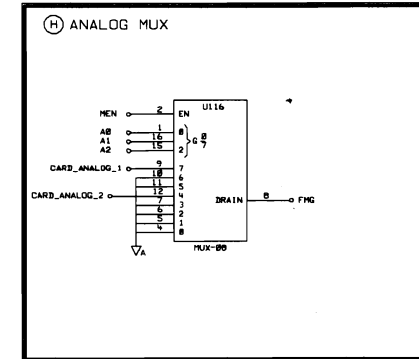 H ANALOG MUX
U116
MEN 2 EN
A0 1 0
A1 16
A2 15 2
G 0 7
CARD_ANALOG_1 9 7
10 6
11 5
CARD_ANALOG_2 12 4
7 3
6 2
5 1
4 0
DRAIN 8 FMG
A
MUX-08